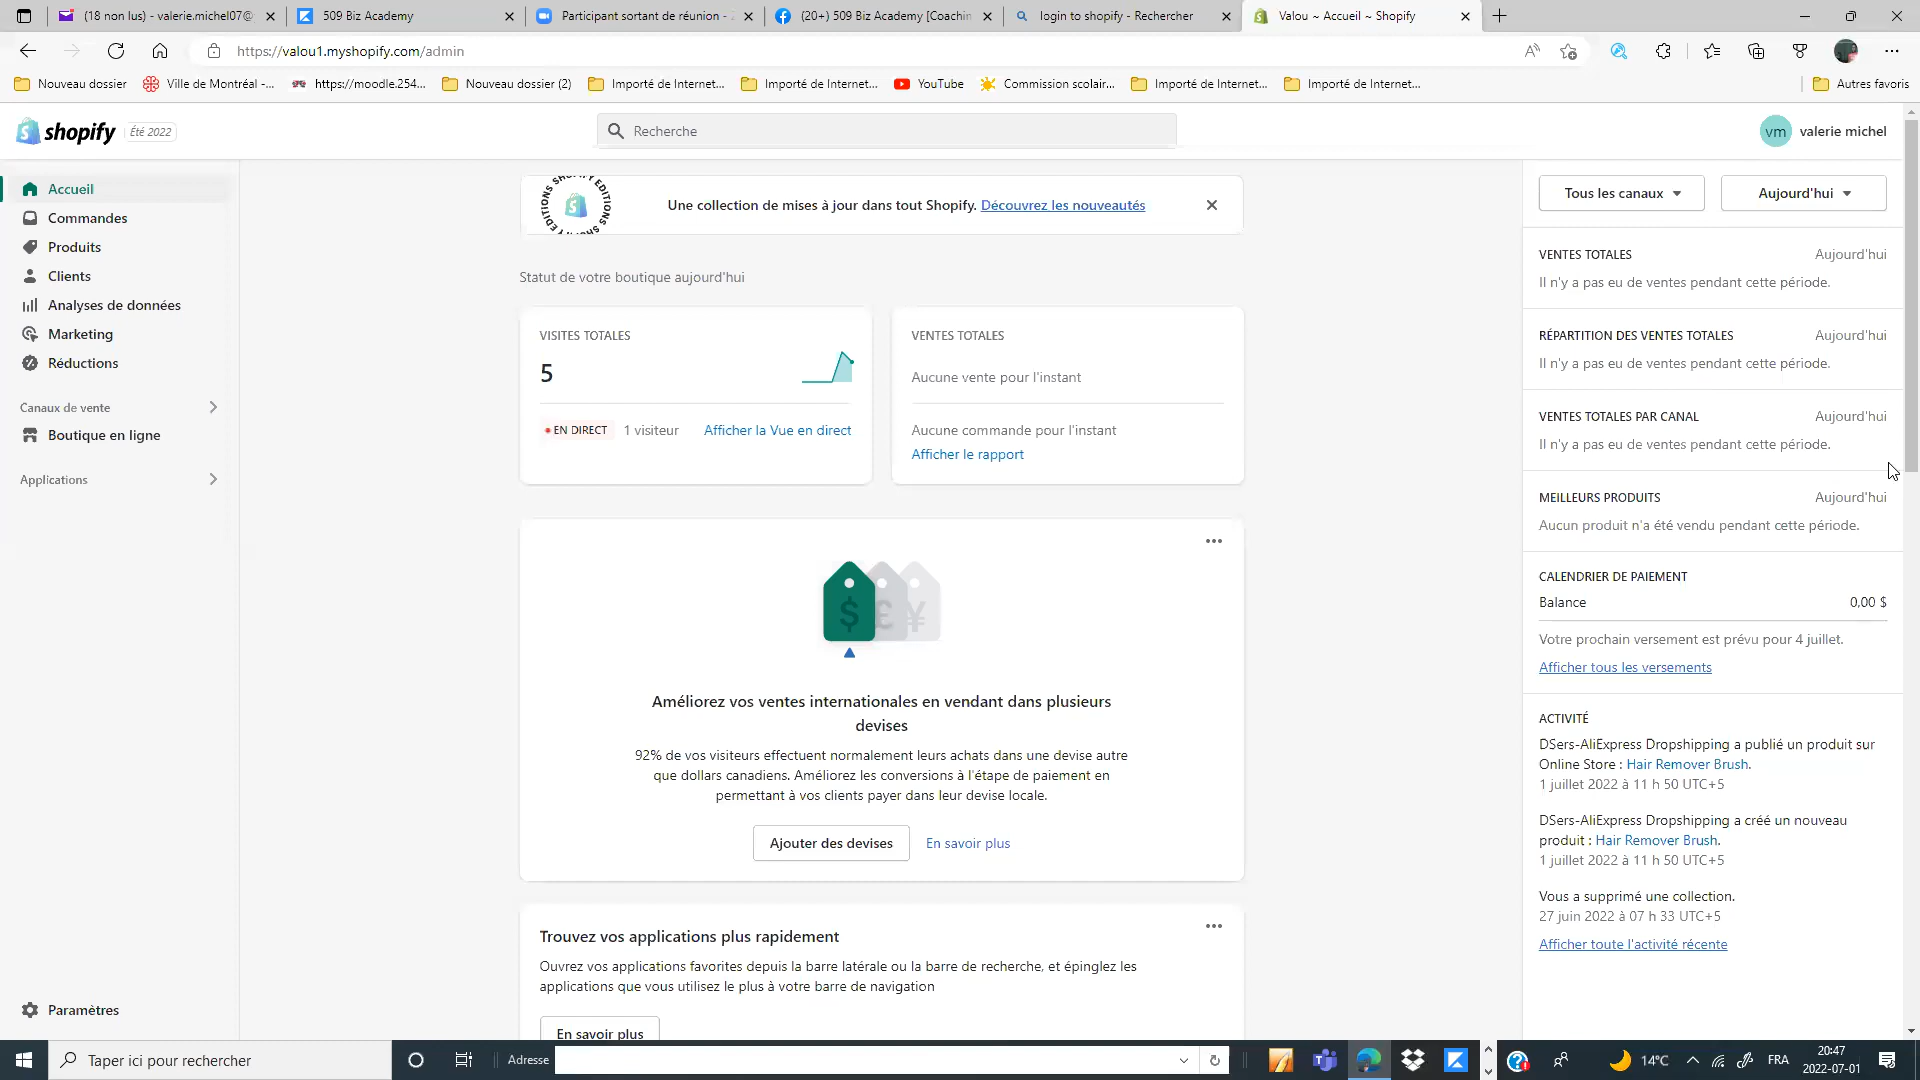 (18 non lus) - valerie.michel07@
509 Biz Academy
Participant sortant de réunion -
(20+) 509 Biz Academy [Coachin
login to shopify - Rechercher
Valou ~ Accueil ~ Shopify
https://valou1.myshopify.com/admin
Nouveau dossier
Ville de Montréal -...
https://moodle.254...
Nouveau dossier (2)
Importé de Internet...
Importé de Internet...
YouTube
Commission scolair...
Importé de Internet...
Importé de Internet...
Autres favoris
shopify
Été 2022
Recherche
vm valerie michel
Accueil
Commandes
Produits
Clients
Analyses de données
Marketing
Réductions
Canaux de vente
Boutique en ligne
Applications
Paramètres
Une collection de mises à jour dans tout Shopify. Découvrez les nouveautés
Statut de votre boutique aujourd'hui
VISITES TOTALES
5
EN DIRECT 1 visiteur Afficher la Vue en direct
VENTES TOTALES
Aucune vente pour l'instant
Aucune commande pour l'instant
Afficher le rapport
$ £ ¥
Améliorez vos ventes internationales en vendant dans plusieurs
devises
92% de vos visiteurs effectuent normalement leurs achats dans une devise autre
que dollars canadiens. Améliorez les conversions à l'étape de paiement en
permettant à vos clients payer dans leur devise locale.
Ajouter des devises En savoir plus
Trouvez vos applications plus rapidement
Ouvrez vos applications favorites depuis la barre latérale ou la barre de recherche, et épinglez les
applications que vous utilisez le plus à votre barre de navigation
En savoir plus
Tous les canaux Aujourd'hui
VENTES TOTALES Aujourd'hui
Il n'y a pas eu de ventes pendant cette période.
RÉPARTITION DES VENTES TOTALES Aujourd'hui
Il n'y a pas eu de ventes pendant cette période.
VENTES TOTALES PAR CANAL Aujourd'hui
Il n'y a pas eu de ventes pendant cette période.
MEILLEURS PRODUITS Aujourd'hui
Aucun produit n'a été vendu pendant cette période.
CALENDRIER DE PAIEMENT
Balance 0,00 $
Votre prochain versement est prévu pour 4 juillet.
Afficher tous les versements
ACTIVITÉ
DSers-AliExpress Dropshipping a publié un produit sur
Online Store : Hair Remover Brush.
1 juillet 2022 à 11 h 50 UTC+5
DSers-AliExpress Dropshipping a créé un nouveau
produit : Hair Remover Brush.
1 juillet 2022 à 11 h 50 UTC+5
Vous a supprimé une collection.
27 juin 2022 à 07 h 33 UTC+5
Afficher toute l'activité récente
Taper ici pour rechercher
Adresse
14°C
FRA
20:47
2022-07-01